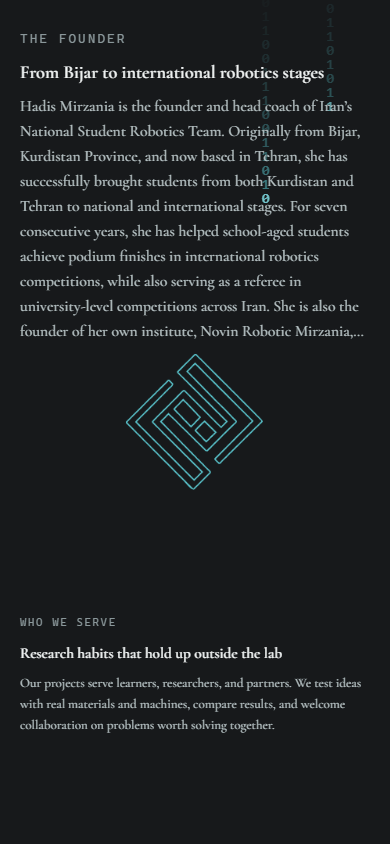 THE FOUNDER
From Bijar to international robotics stages
Hadis Mirzania is the founder and head coach of Iran's
National Student Robotics Team. Originally from Bijar,
Kurdistan Province, and now based in Tehran, she has
successfully brought students from both Kurdistan and
Tehran to national and international stages. For seven
consecutive years, she has helped school-aged students
achieve podium finishes in international robotics
competitions, while also serving as a referee in
university-level competitions across Iran. She is also the
founder of her own institute, Novin Robotic Mirzania,...
WHO WE SERVE
Research habits that hold up outside the lab
Our projects serve learners, researchers, and partners. We test ideas
with real materials and machines, compare results, and welcome
collaboration on problems worth solving together.